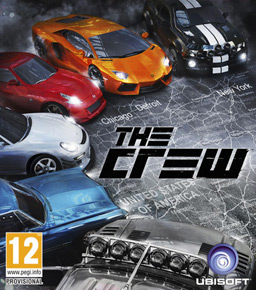 New York
Chicago
Detroit
THE
CREW
UNITED STATES
OF AMERICA
12
www.pegi.info
PROVISIONAL
UBISOFT